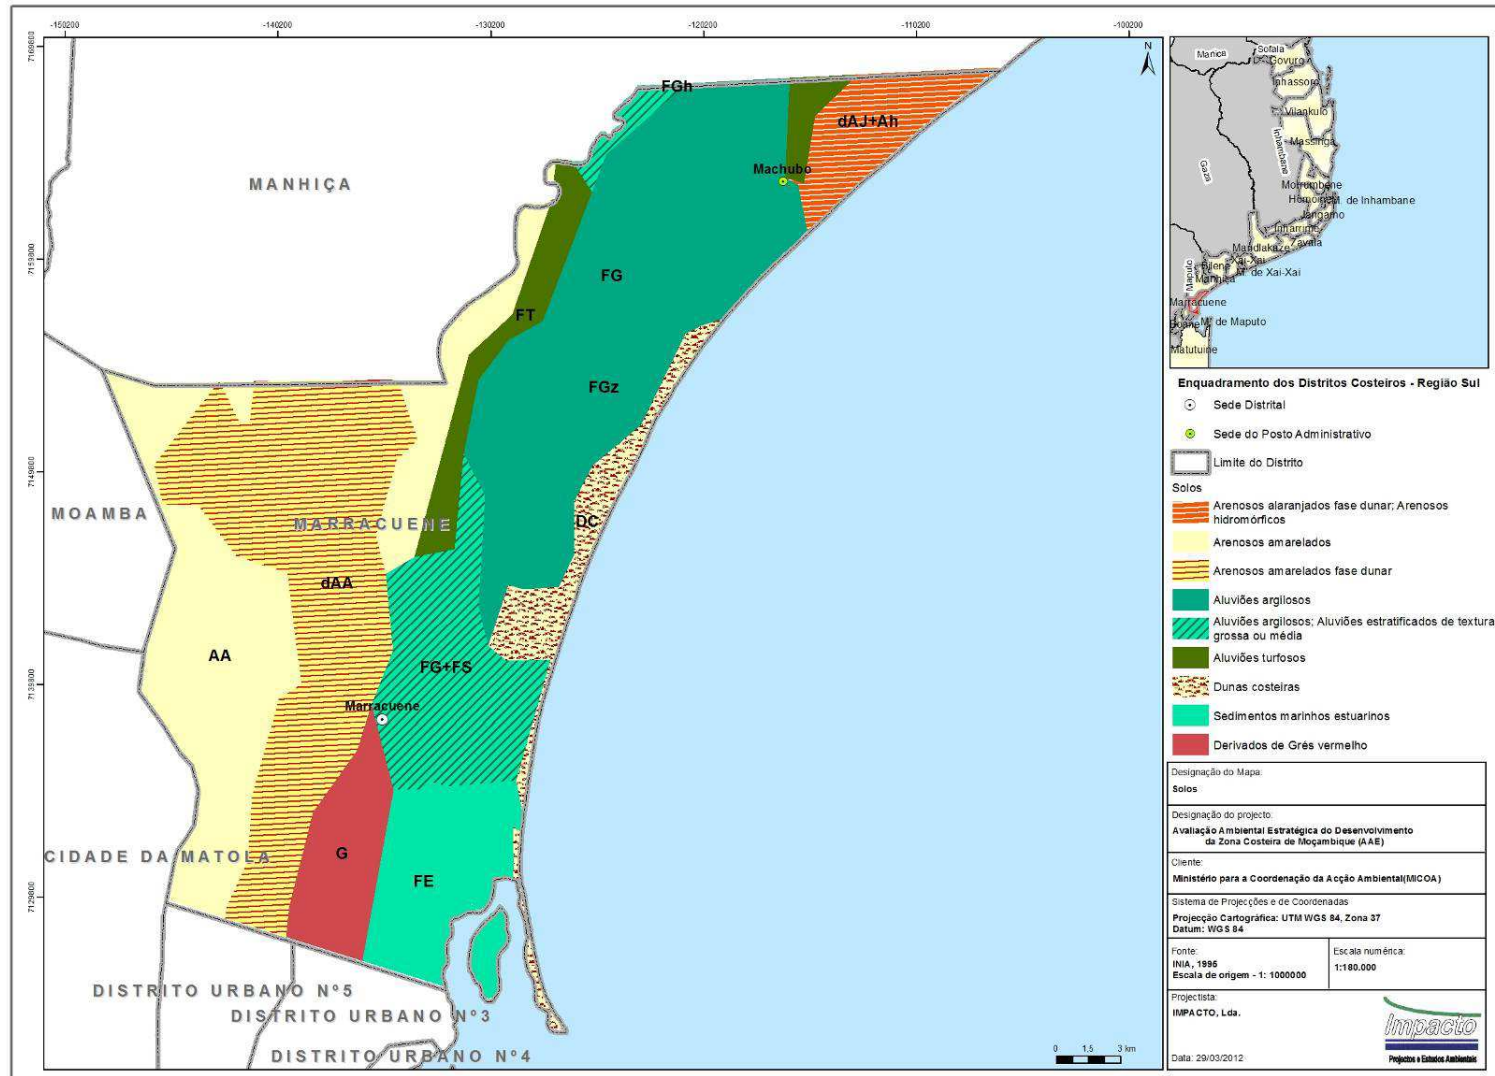 -150200
-140200
-130200
-120200
-110200
-100200
7169800
7159800
7149800
7139800
7129800
N
FGh
dAJ+Ah
Machubo
MANHIÇA
FG
FT
FGz
MOAMBA
MARRACUENE
DC
dAA
AA
FG+FS
Marracuene
G
CIDADE DA MATOLA
FE
DISTRITO URBANO Nº5
DISTRITO URBANO Nº3
DISTRITO URBANO Nº4
0 1,5 3 km
Manica
Sofala
Govuro
Inhassoro
Vilankulo
Inhambane
Massinga
Gaza
Morrumbene
Homoine
M. de Inhambane
Jangamo
Inharrime
Zavala
Mandlakaze
Xai-Xai
Bilene
M. de Xai-Xai
Manhiça
Maputo
Marracuene
Boane
M. de Maputo
Matutuine
Enquadramento dos Distritos Costeiros - Região Sul
Sede Distrital
Sede do Posto Administrativo
Limite do Distrito
Solos
Arenosos alaranjados fase dunar; Arenosos
hidromórficos
Arenosos amarelados
Arenosos amarelados fase dunar
Aluviões argilosos
Aluviões argilosos; Aluviões estratificados de textura
grossa ou média
Aluviões turfosos
Dunas costeiras
Sedimentos marinhos estuarinos
Derivados de Grés vermelho
Designação do Mapa:
Solos
Designação do projecto:
Avaliação Ambiental Estratégica do Desenvolvimento
da Zona Costeira de Moçambique (AAE)
Cliente:
Ministério para a Coordenação da Acção Ambiental(MICOA)
Sistema de Projecções e de Coordenadas
Projecção Cartográfica: UTM WGS 84, Zona 37
Datum: WGS 84
Fonte:
INIA, 1995
Escala de origem - 1: 1000000
Escala numérica:
1:180.000
Projectista:
IMPACTO, Lda.
Data: 29/03/2012
Impacto
Projectos e Estudos Ambientais